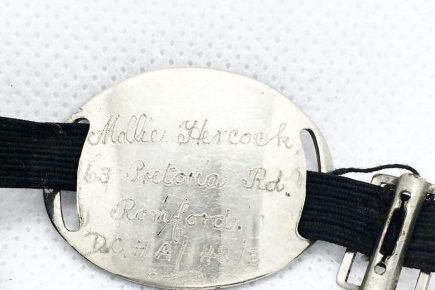 Mollie Hercock
63 Pretoria Rd.
Romford.
D.C.H.A/